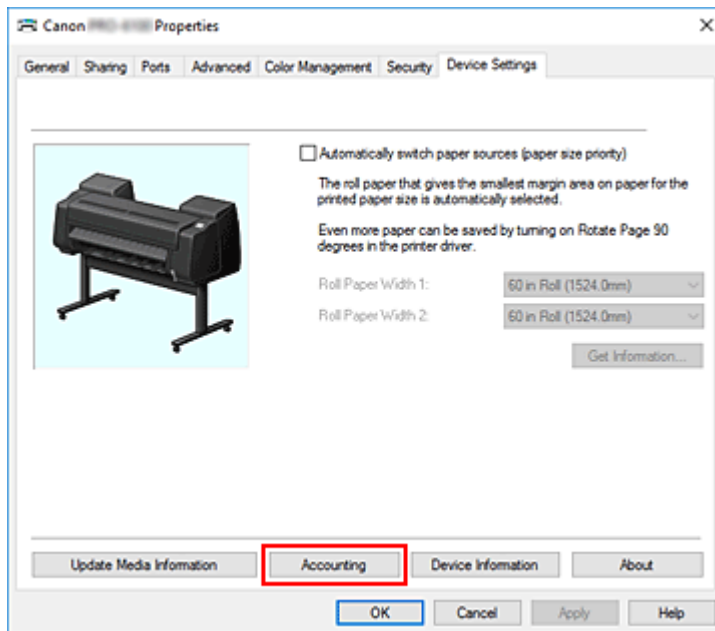 Canon Properties
General Sharing Ports Advanced Color Management Security Device Settings
Automatically switch paper sources (paper size priority)
The roll paper that gives the smallest margin area on paper for the
printed paper size is automatically selected.
Even more paper can be saved by turning on Rotate Page 90
degrees in the printer driver.
Roll Paper Width 1: 60 in Roll (1524.0mm)
Roll Paper Width 2: 60 in Roll (1524.0mm)
Get Information...
Update Media Information Accounting Device Information About
OK Cancel Apply Help